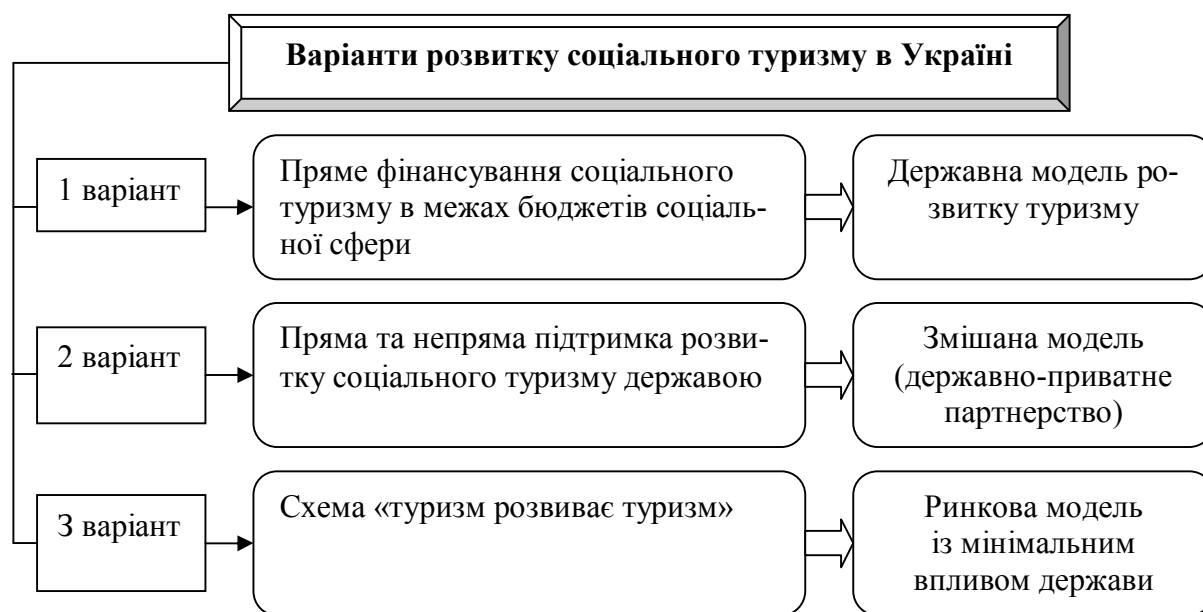 Варіанти розвитку соціального туризму в Україні
1 варіант
Пряме фінансування соціального
туризму в межах бюджетів соціаль-
ної сфери
Державна модель ро-
звитку туризму
2 варіант
Пряма та непряма підтримка розви-
тку соціального туризму державою
Змішана модель
(державно-приватне
партнерство)
3 варіант
Схема «туризм розвиває туризм»
Ринкова модель
із мінімальним
впливом держави